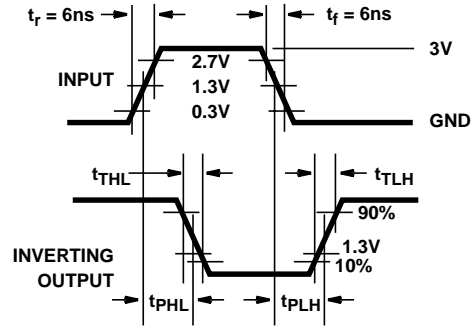 tr = 6ns
tf = 6ns
3V
2.7V
INPUT
1.3V
0.3V
GND
tTHL
tTLH
90%
1.3V
INVERTING
OUTPUT
10%
tPHL
tPLH